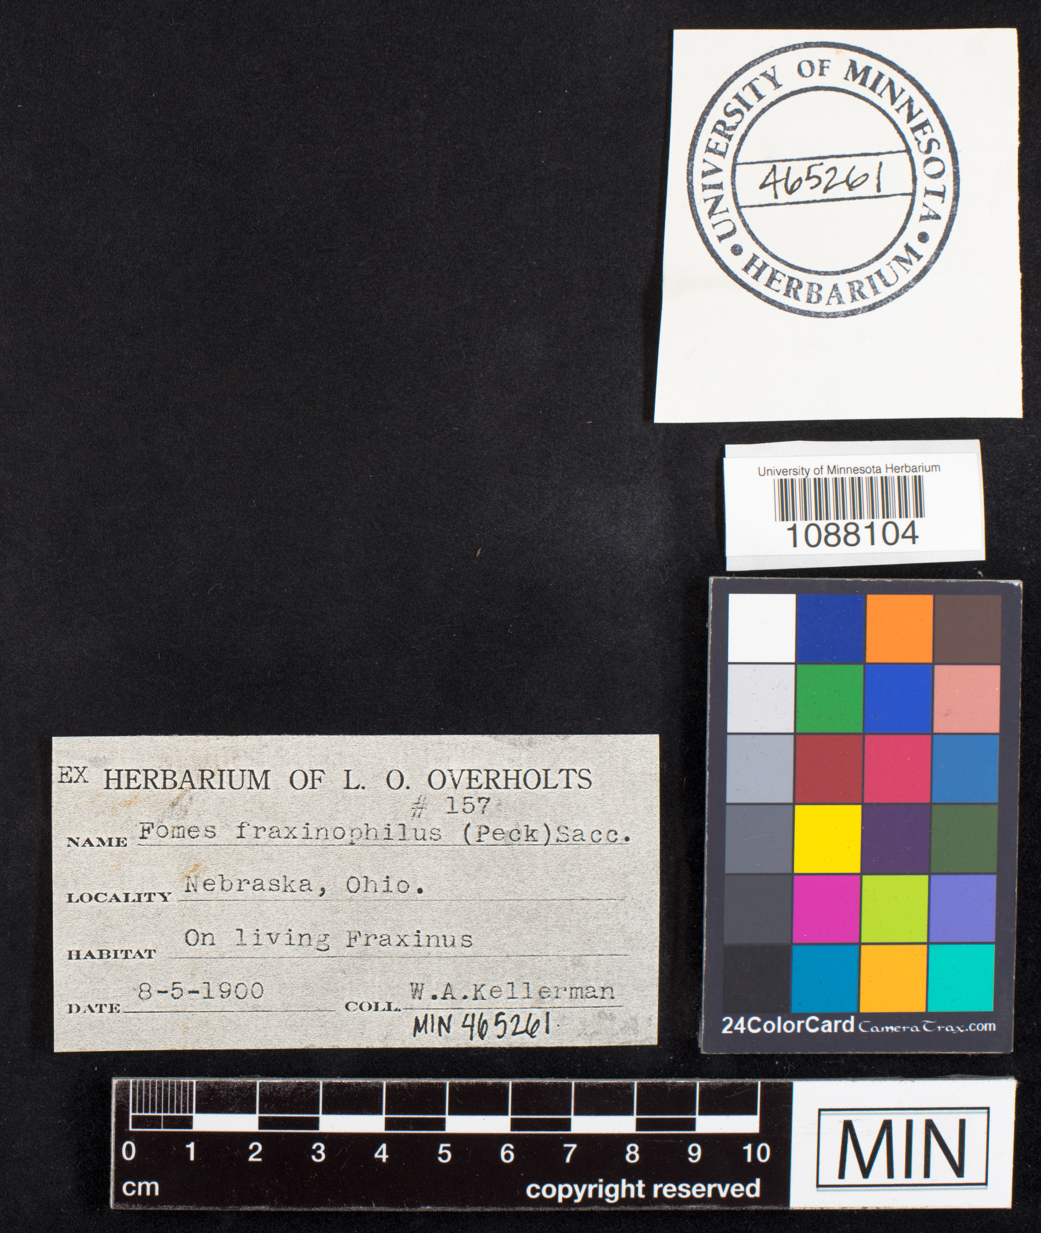 UNIVERSITY OF MINNESOTA
465261
• HERBARIUM •
University of Minnesota Herbarium
1088104
EX HERBARIUM OF L. O. OVERHOLTS
# 157
NAME Fomes fraxinophilus (Peck)Sacc.
LOCALITY Nebraska, Ohio.
HABITAT On living Fraxinus
DATE 8-5-1900 COLL. W.A.Kellerman
MIN 465261.
24ColorCard CameraTrax.com
0 1 2 3 4 5 6 7 8 9 10
cm copyright reserved
MIN